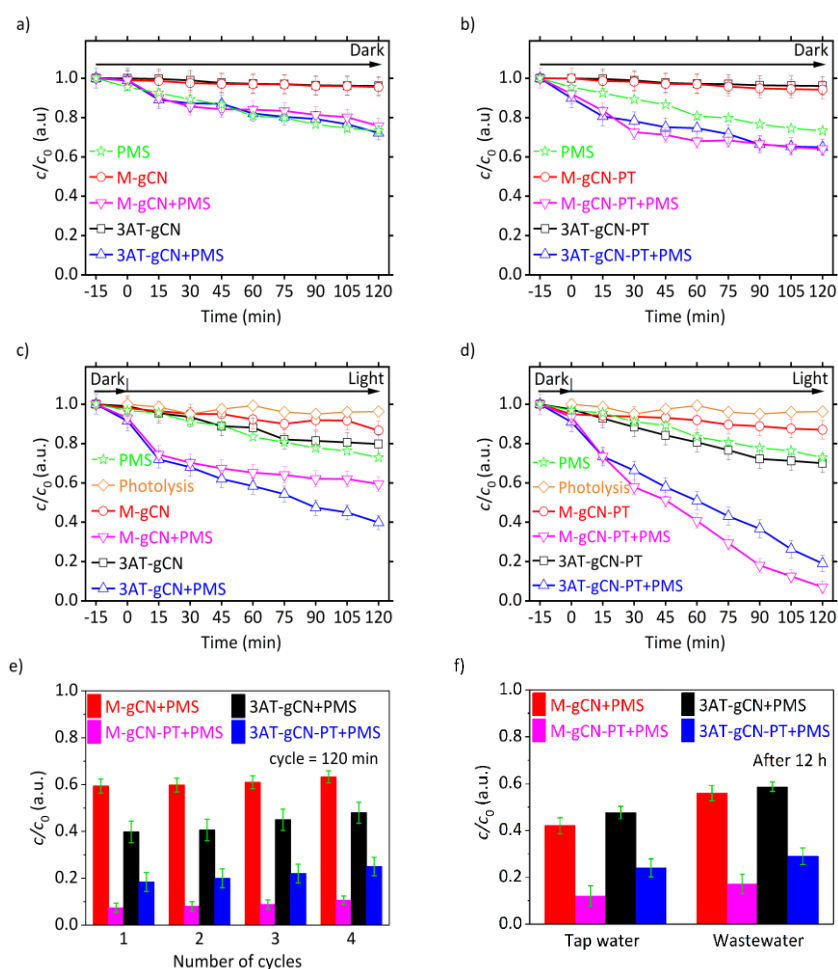 a)
Dark
1.0
0.8
0.6
0.4
0.2
0.0
c/c0 (a.u)
PMS
M-gCN
M-gCN+PMS
3AT-gCN
3AT-gCN+PMS
-15 0 15 30 45 60 75 90 105 120
Time (min)
b)
Dark
1.0
0.8
0.6
0.4
0.2
0.0
c/c0 (a.u)
PMS
M-gCN-PT
M-gCN-PT+PMS
3AT-gCN-PT
3AT-gCN-PT+PMS
-15 0 15 30 45 60 75 90 105 120
Time (min)
c)
Dark Light
1.0
0.8
0.6
0.4
0.2
0.0
c/c0 (a.u.)
PMS
Photolysis
M-gCN
M-gCN+PMS
3AT-gCN
3AT-gCN+PMS
-15 0 15 30 45 60 75 90 105 120
Time (min)
d)
Dark Light
1.0
0.8
0.6
0.4
0.2
0.0
c/c0 (a.u.)
PMS
Photolysis
M-gCN-PT
M-gCN-PT+PMS
3AT-gCN-PT
3AT-gCN-PT+PMS
-15 0 15 30 45 60 75 90 105 120
Time (min)
e)
1.0
0.8
0.6
0.4
0.2
0.0
c/c0 (a.u.)
M-gCN+PMS 3AT-gCN+PMS
M-gCN-PT+PMS 3AT-gCN-PT+PMS
cycle = 120 min
1 2 3 4
Number of cycles
f)
1.0
0.8
0.6
0.4
0.2
0.0
c/c0 (a.u.)
M-gCN+PMS 3AT-gCN+PMS
M-gCN-PT+PMS 3AT-gCN-PT+PMS
After 12 h
Tap water Wastewater